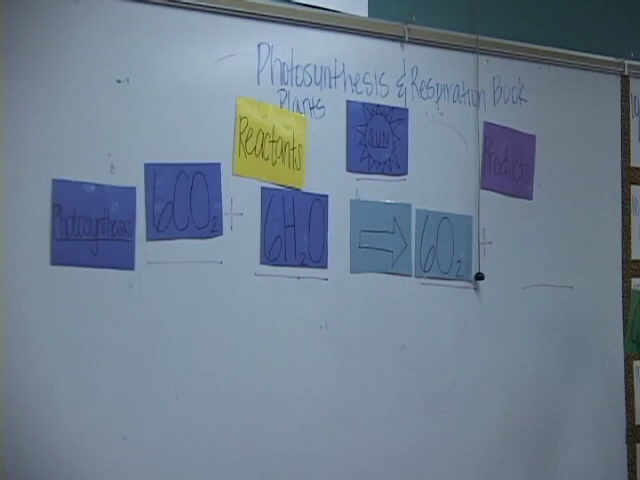 Photosynthesis & Respiration Book
Plants
Reactants
SUN
Products
Photosynthesis
6CO₂ + 6H₂O ⇒ 6O₂ +